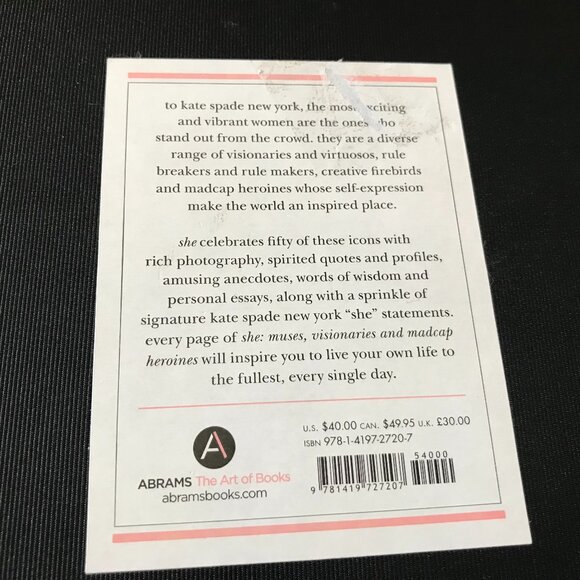 to kate spade new york, the most exciting
and vibrant women are the ones who
stand out from the crowd. they are a diverse
range of visionaries and virtuosos, rule
breakers and rule makers, creative firebirds
and madcap heroines whose self-expression
make the world an inspired place.
she celebrates fifty of these icons with
rich photography, spirited quotes and profiles,
amusing anecdotes, words of wisdom and
personal essays, along with a sprinkle of
signature kate spade new york “she” statements.
every page of she: muses, visionaries and madcap
heroines will inspire you to live your own life to
the fullest, every single day.
A
ABRAMS The Art of Books
abramsbooks.com
U.S. $40.00 CAN. $49.95 U.K. £30.00
ISBN 978-1-4197-2720-7
54000
9 781419 727207